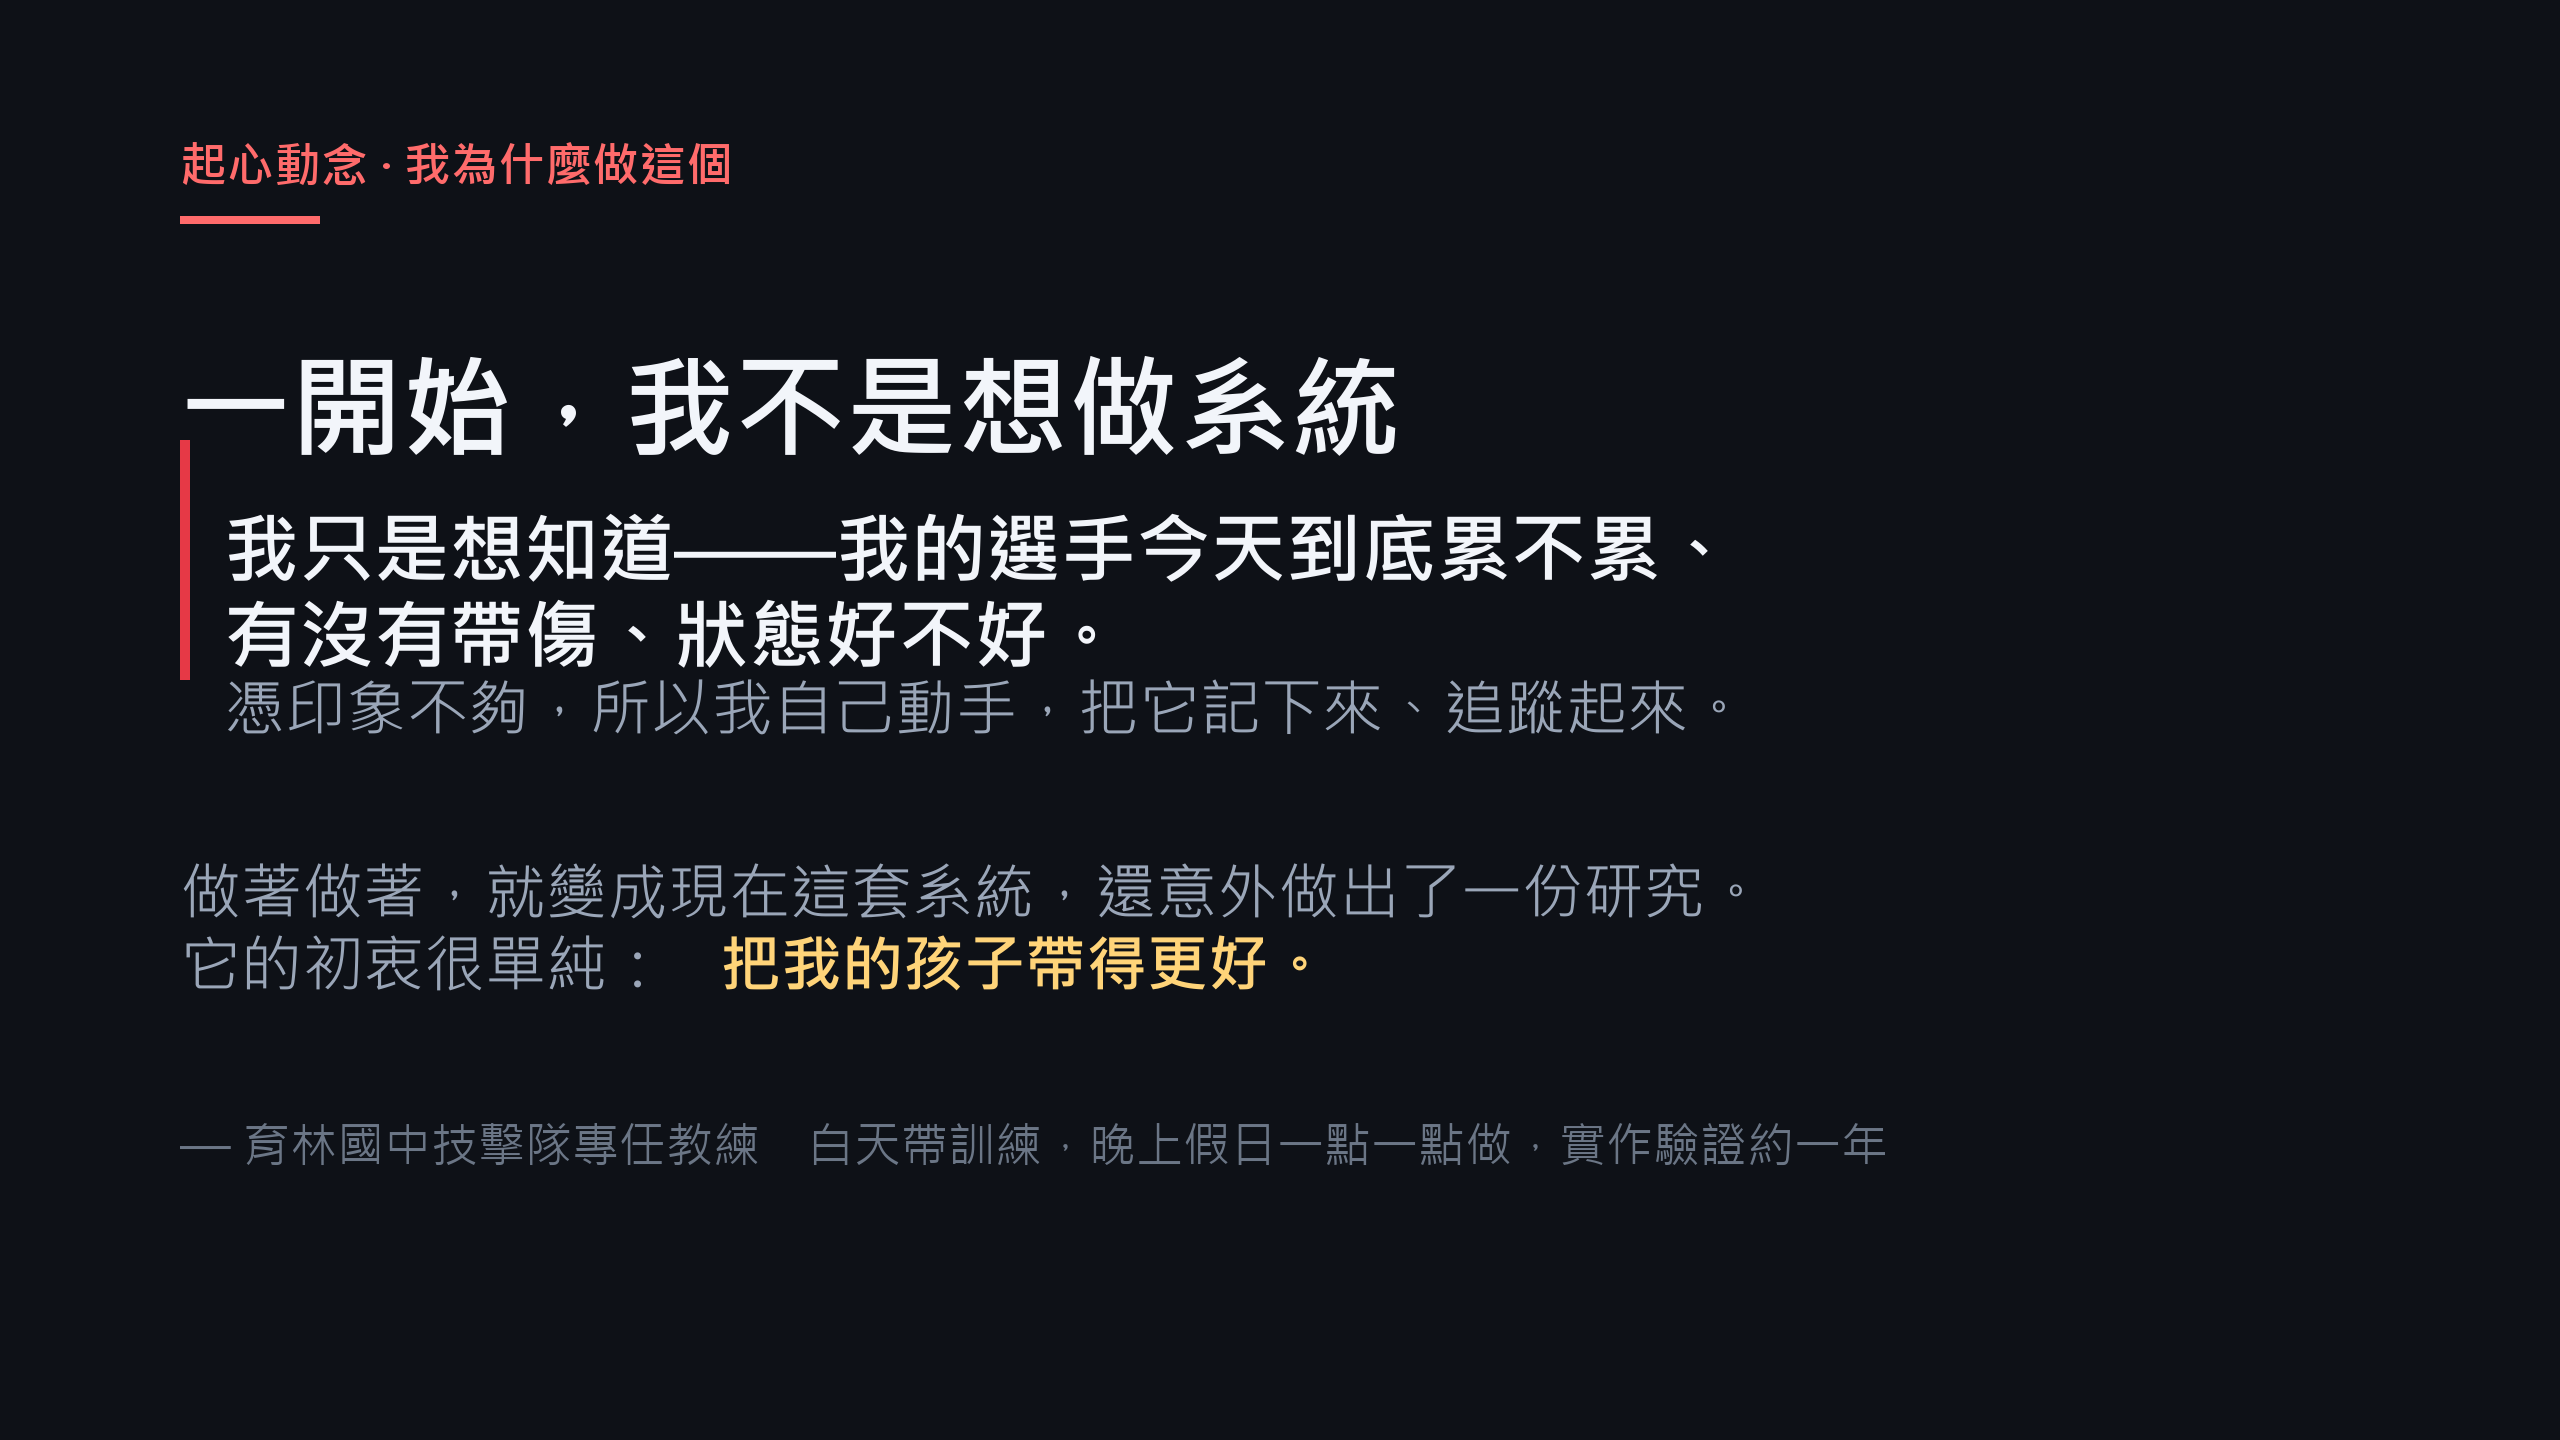 起心動念·我為什麼做這個
一開始，我不是想做系統
我只是想知道——我的選手今天到底累不累、
有沒有帶傷、狀態好不好。
憑印象不夠，所以我自己動手，把它記下來、追蹤起來。
做著做著，就變成現在這套系統，還意外做出了一份研究。
它的初衷很單純：　把我的孩子帶得更好。
— 育林國中技擊隊專任教練　白天帶訓練，晚上假日一點一點做，實作驗證約一年